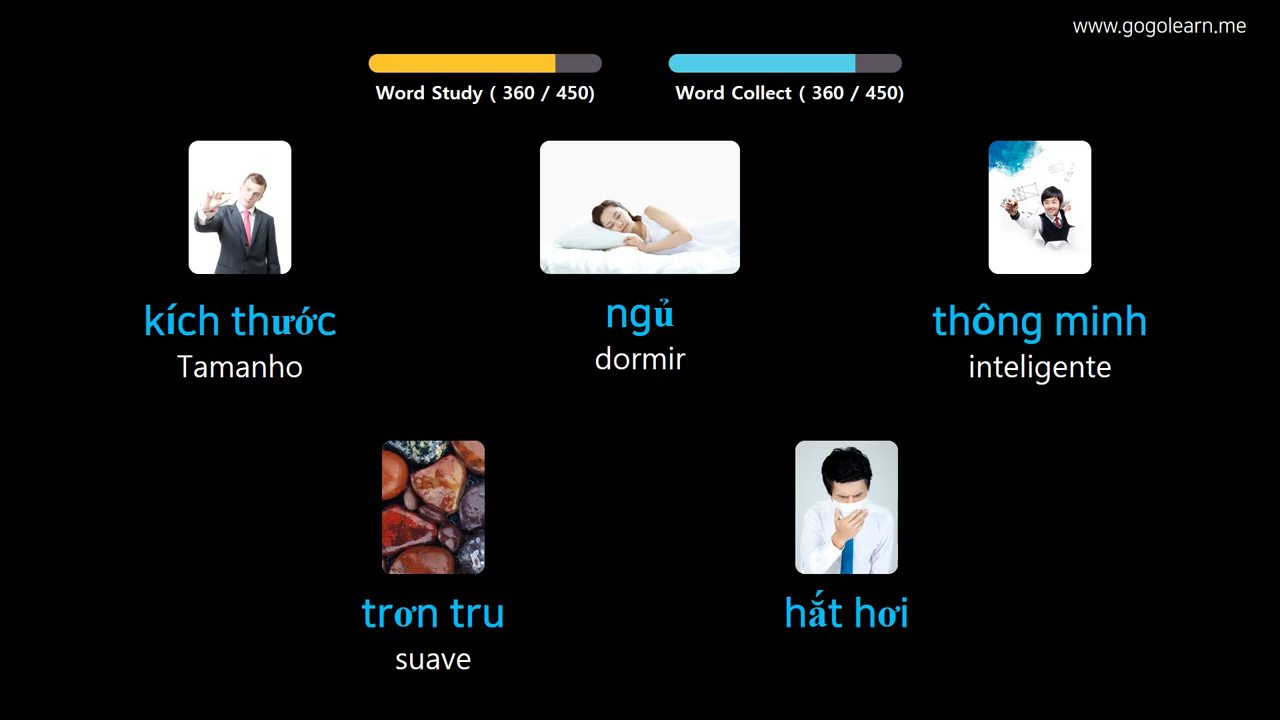 www.gogolearn.me
Word Study ( 360 / 450)
Word Collect ( 360 / 450)
kích thước
Tamanho
ngủ
dormir
thông minh
inteligente
trơn tru
suave
hắt hơi